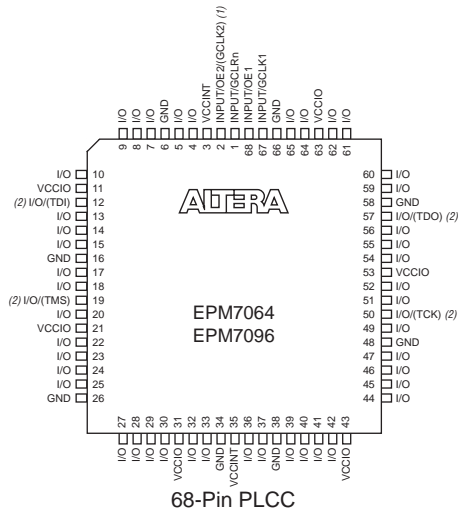 I/O
I/O
I/O
GND
I/O
I/O
VCCINT
INPUT/OE2/(GCLK2) (1)
INPUT/GCLRn
INPUT/OE1
INPUT/GCLK1
GND
I/O
I/O
VCCIO
I/O
I/O
9 8 7 6 5 4 3 2 1 68 67 66 65 64 63 62 61
I/O 10
VCCIO 11
(2) I/O/(TDI) 12
I/O 13
I/O 14
I/O 15
GND 16
I/O 17
I/O 18
(2) I/O/(TMS) 19
I/O 20
VCCIO 21
I/O 22
I/O 23
I/O 24
I/O 25
GND 26
ALTERA
EPM7064
EPM7096
60 I/O
59 I/O
58 GND
57 I/O/(TDO) (2)
56 I/O
55 I/O
54 I/O
53 VCCIO
52 I/O
51 I/O
50 I/O/(TCK) (2)
49 I/O
48 GND
47 I/O
46 I/O
45 I/O
44 I/O
27 28 29 30 31 32 33 34 35 36 37 38 39 40 41 42 43
I/O
I/O
I/O
I/O
VCCIO
I/O
I/O
GND
VCCINT
I/O
I/O
GND
I/O
I/O
I/O
I/O
VCCIO
68-Pin PLCC